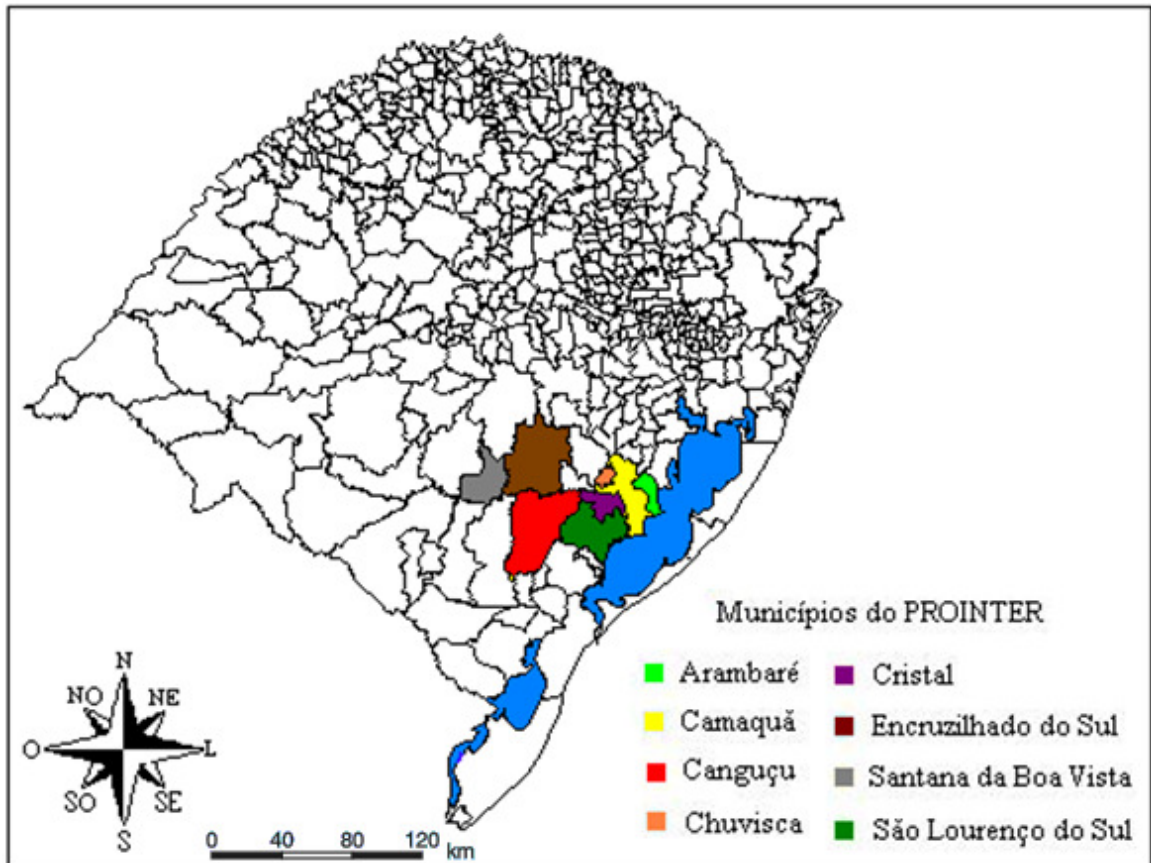 Municípios do PROINTER
Arambaré
Camaquã
Canguçu
Chuvisca
Cristal
Encruzilhado do Sul
Santana da Boa Vista
São Lourenço do Sul
N
NO NE
O L
SO SE
S
0 40 80 120
km